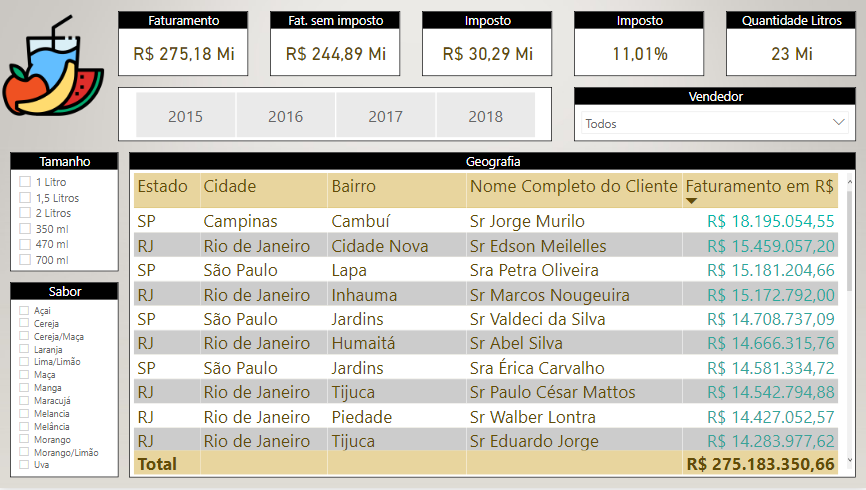 Faturamento
R$ 275,18 Mi
Fat. sem imposto
R$ 244,89 Mi
Imposto
R$ 30,29 Mi
Imposto
11,01%
Quantidade Litros
23 Mi
2015 2016 2017 2018
Vendedor
Todos
Tamanho
1 Litro
1,5 Litros
2 Litros
350 ml
470 ml
700 ml
Sabor
Açai
Cereja
Cereja/Maça
Laranja
Lima/Limão
Maça
Manga
Maracujá
Melancia
Melância
Morango
Morango/Limão
Uva
Geografia
Estado Cidade Bairro Nome Completo do Cliente Faturamento em R$
SP Campinas Cambuí Sr Jorge Murilo R$ 18.195.054,55
RJ Rio de Janeiro Cidade Nova Sr Edson Meilelles R$ 15.459.057,20
SP São Paulo Lapa Sra Petra Oliveira R$ 15.181.204,66
RJ Rio de Janeiro Inhauma Sr Marcos Nougeuira R$ 15.172.792,00
SP São Paulo Jardins Sr Valdeci da Silva R$ 14.708.737,09
RJ Rio de Janeiro Humaitá Sr Abel Silva R$ 14.666.315,76
SP São Paulo Jardins Sra Érica Carvalho R$ 14.581.334,72
RJ Rio de Janeiro Tijuca Sr Paulo César Mattos R$ 14.542.794,88
RJ Rio de Janeiro Piedade Sr Walber Lontra R$ 14.427.052,57
RJ Rio de Janeiro Tijuca Sr Eduardo Jorge R$ 14.283.977,62
Total R$ 275.183.350,66